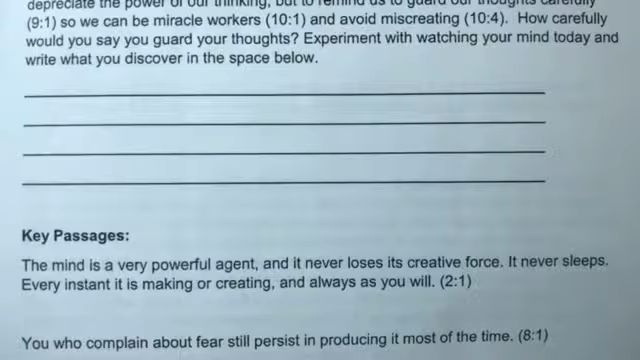 depreciate the power of our thinking, but to remind us to guard our thoughts carefully
(9:1) so we can be miracle workers (10:1) and avoid miscreating (10:4). How carefully
would you say you guard your thoughts? Experiment with watching your mind today and
write what you discover in the space below.
Key Passages:
The mind is a very powerful agent, and it never loses its creative force. It never sleeps.
Every instant it is making or creating, and always as you will. (2:1)
You who complain about fear still persist in producing it most of the time. (8:1)